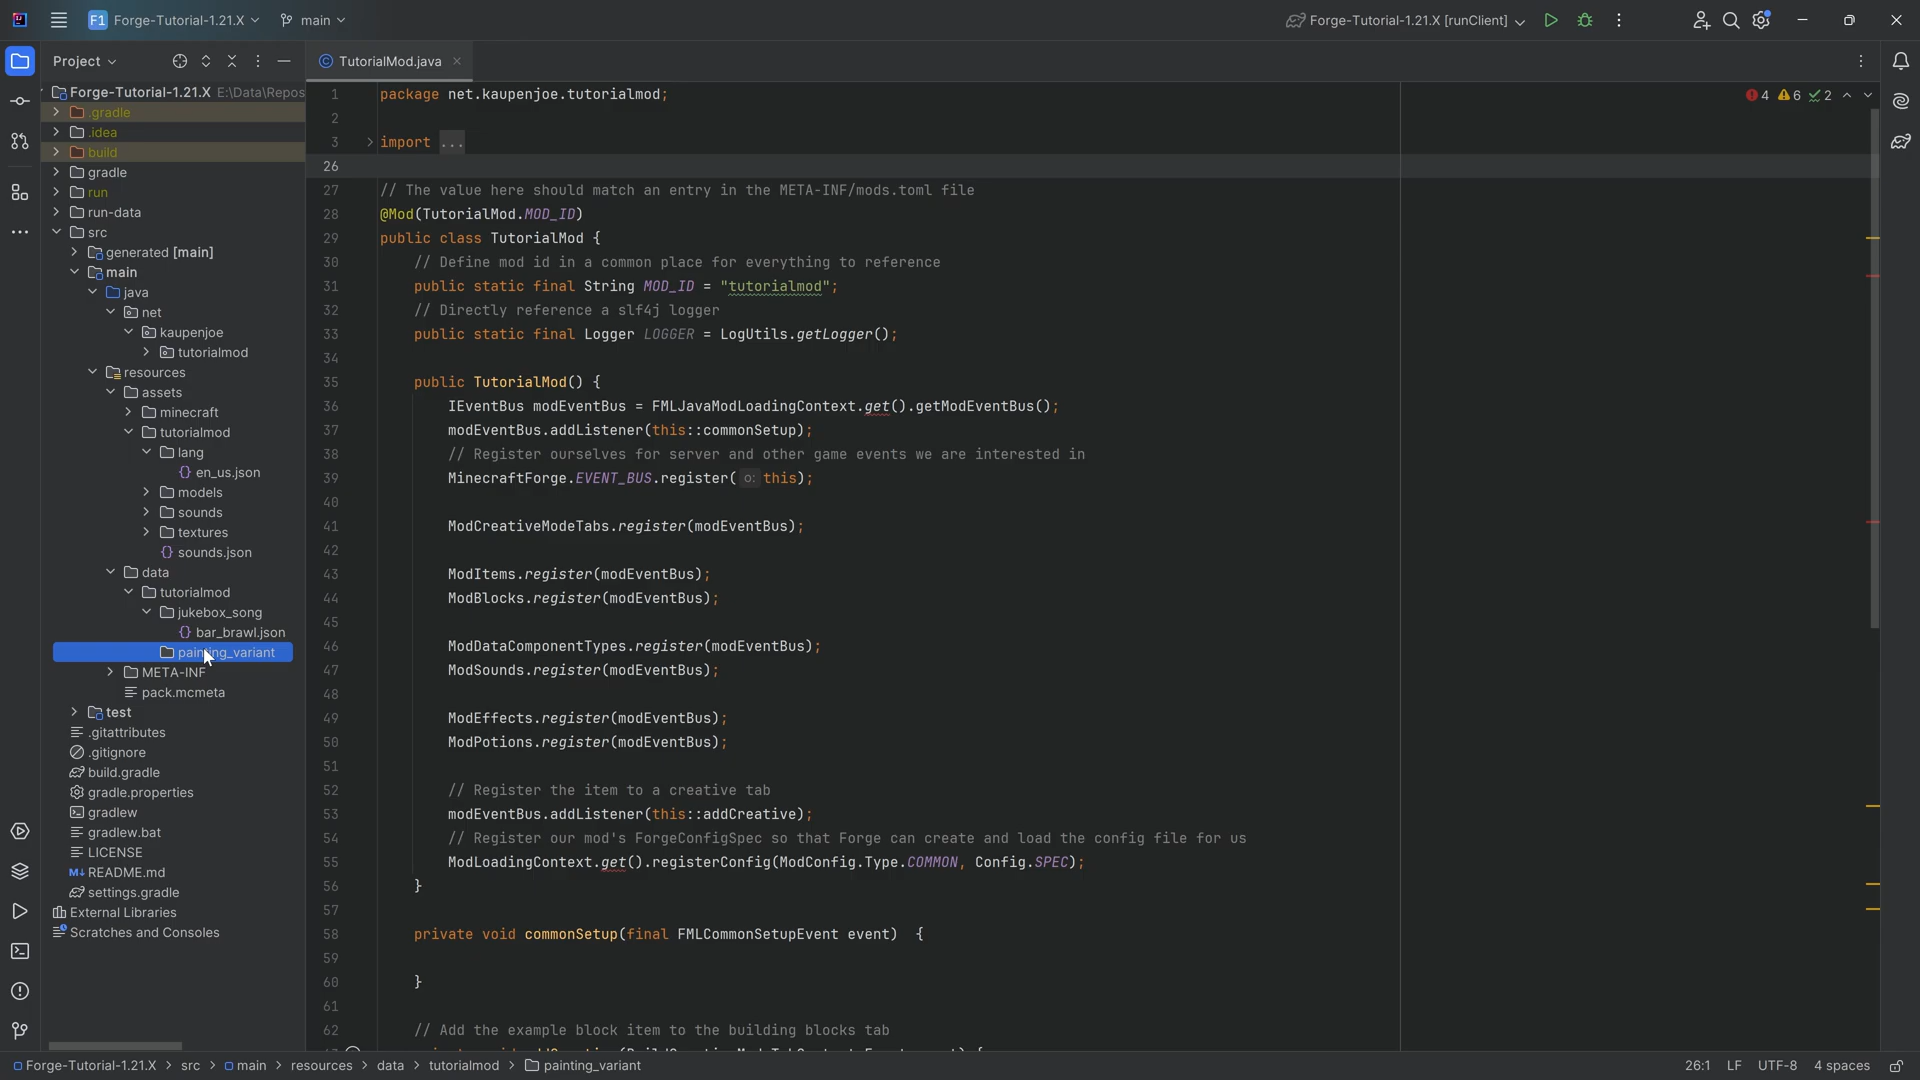 F1 Forge-Tutorial-1.21.X main Forge-Tutorial-1.21.X [runClient]
Project
TutorialMod.java
Forge-Tutorial-1.21.X E:\Data\Repos
.gradle
.idea
build
gradle
run
run-data
src
generated [main]
main
java
net
kaupenjoe
tutorialmod
resources
assets
minecraft
tutorialmod
lang
en_us.json
models
sounds
textures
sounds.json
data
tutorialmod
jukebox_song
bar_brawl.json
painting_variant
META-INF
pack.mcmeta
test
.gitattributes
.gitignore
build.gradle
gradle.properties
gradlew
gradlew.bat
LICENSE
M↓ README.md
settings.gradle
External Libraries
Scratches and Consoles
4 6 2
1 package net.kaupenjoe.tutorialmod;
2
3 import ...
26
27 // The value here should match an entry in the META-INF/mods.toml file
28 @Mod(TutorialMod.MOD_ID)
29 public class TutorialMod {
30 // Define mod id in a common place for everything to reference
31 public static final String MOD_ID = "tutorialmod";
32 // Directly reference a slf4j logger
33 public static final Logger LOGGER = LogUtils.getLogger();
34
35 public TutorialMod() {
36 IEventBus modEventBus = FMLJavaModLoadingContext.get().getModEventBus();
37 modEventBus.addListener(this::commonSetup);
38 // Register ourselves for server and other game events we are interested in
39 MinecraftForge.EVENT_BUS.register( o: this);
40
41 ModCreativeModeTabs.register(modEventBus);
42
43 ModItems.register(modEventBus);
44 ModBlocks.register(modEventBus);
45
46 ModDataComponentTypes.register(modEventBus);
47 ModSounds.register(modEventBus);
48
49 ModEffects.register(modEventBus);
50 ModPotions.register(modEventBus);
51
52 // Register the item to a creative tab
53 modEventBus.addListener(this::addCreative);
54 // Register our mod's ForgeConfigSpec so that Forge can create and load the config file for us
55 ModLoadingContext.get().registerConfig(ModConfig.Type.COMMON, Config.SPEC);
56 }
57
58 private void commonSetup(final FMLCommonSetupEvent event) {
59
60 }
61
62 // Add the example block item to the building blocks tab
Forge-Tutorial-1.21.X > src > main > resources > data > tutorialmod > painting_variant 26:1 LF UTF-8 4 spaces